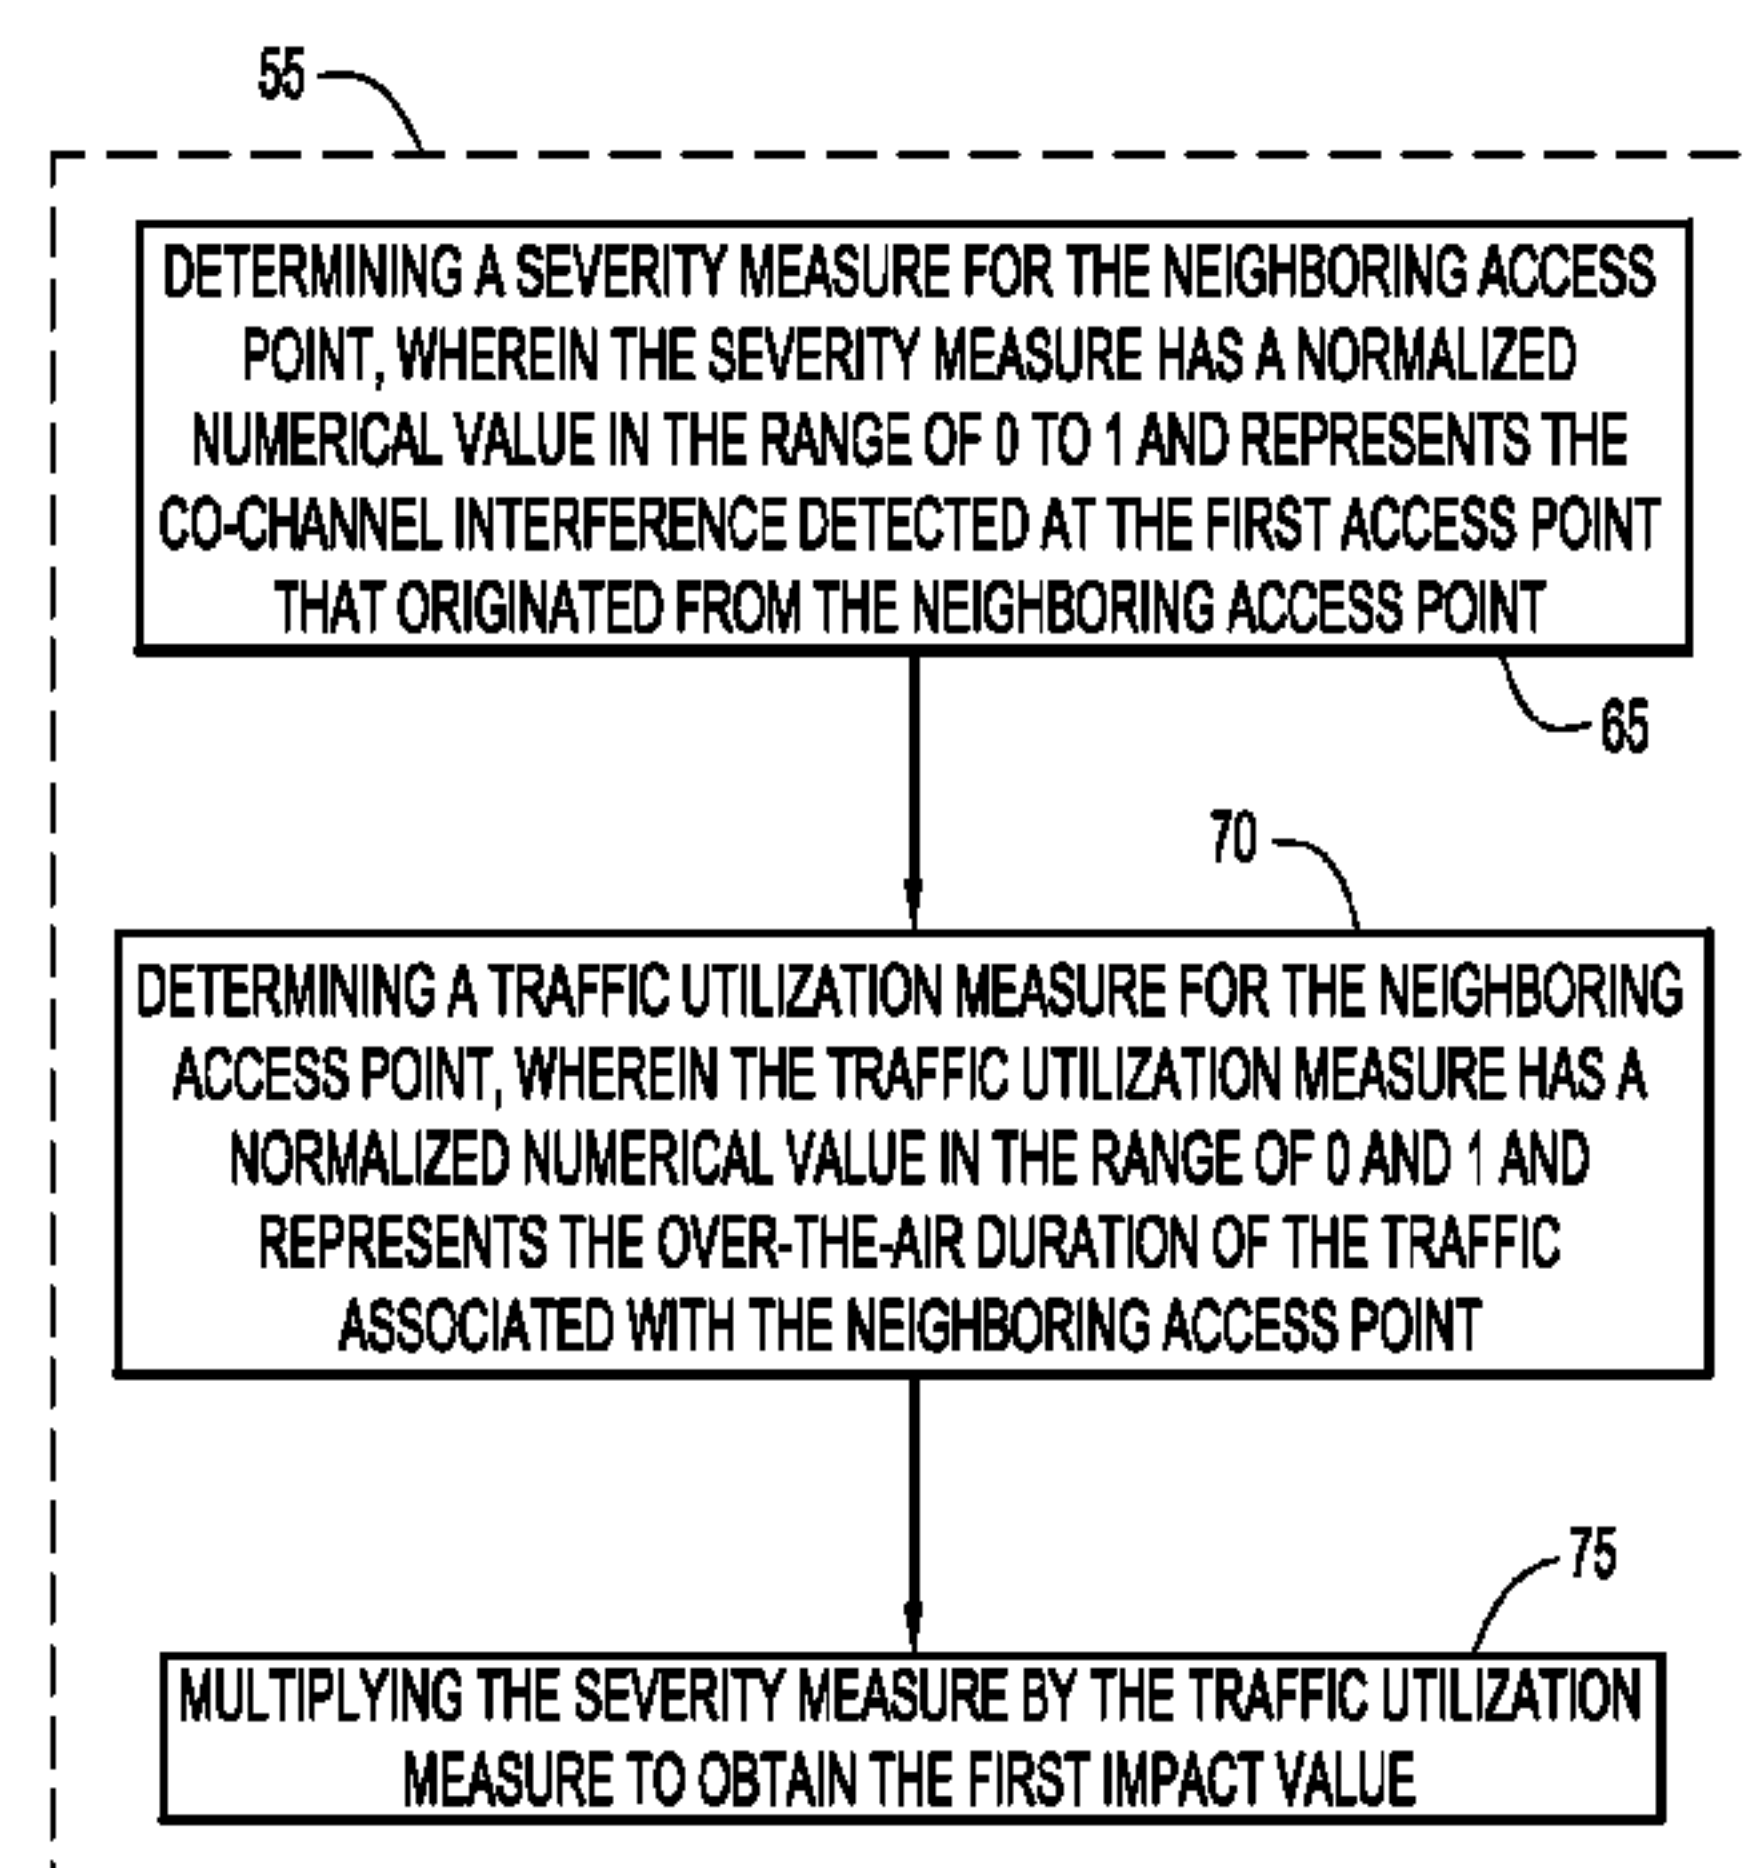 55
DETERMINING A SEVERITY MEASURE FOR THE NEIGHBORING ACCESS
POINT, WHEREIN THE SEVERITY MEASURE HAS A NORMALIZED
NUMERICAL VALUE IN THE RANGE OF 0 TO 1 AND REPRESENTS THE
CO-CHANNEL INTERFERENCE DETECTED AT THE FIRST ACCESS POINT
THAT ORIGINATED FROM THE NEIGHBORING ACCESS POINT
65
70
DETERMINING A TRAFFIC UTILIZATION MEASURE FOR THE NEIGHBORING
ACCESS POINT, WHEREIN THE TRAFFIC UTILIZATION MEASURE HAS A
NORMALIZED NUMERICAL VALUE IN THE RANGE OF 0 AND 1 AND
REPRESENTS THE OVER-THE-AIR DURATION OF THE TRAFFIC
ASSOCIATED WITH THE NEIGHBORING ACCESS POINT
75
MULTIPLYING THE SEVERITY MEASURE BY THE TRAFFIC UTILIZATION
MEASURE TO OBTAIN THE FIRST IMPACT VALUE